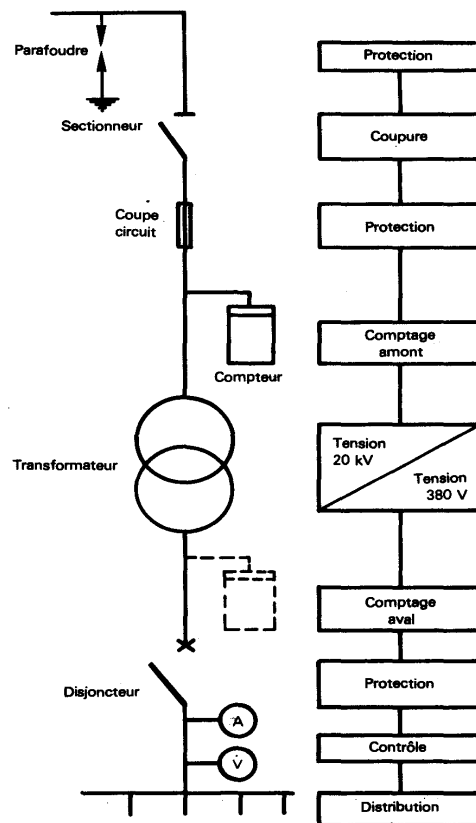 Parafoudre
Protection
Sectionneur
Coupure
Coupe
circuit
Protection
Compteur
Comptage
amont
Transformateur
Tension
20 kV
Tension
380 V
Comptage
aval
Disjoncteur
Protection
A
Contrôle
V
Distribution